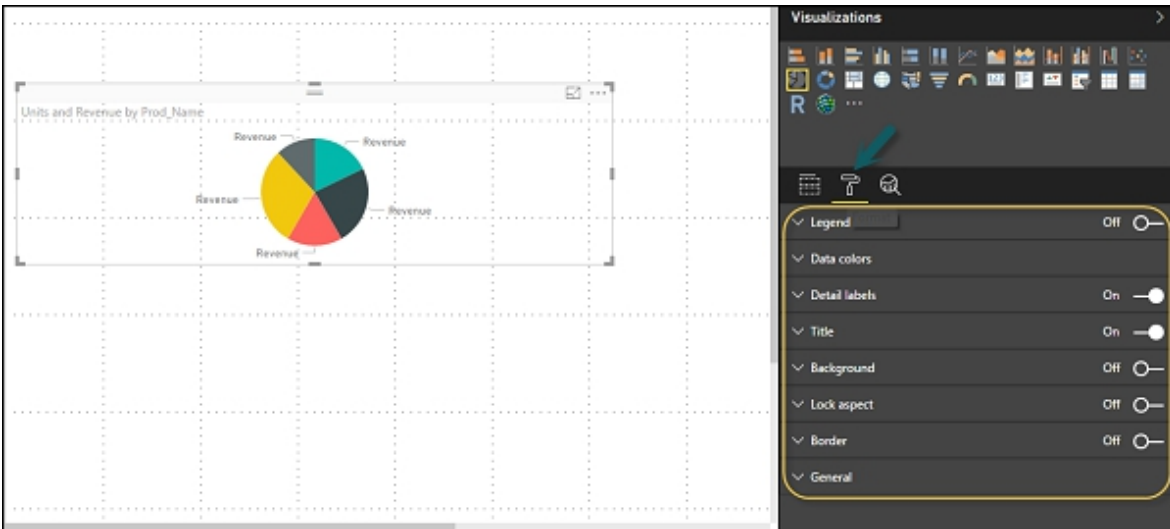 Visualizations
Units and Revenue by Prod_Name
Revenue
Revenue
Revenue
Revenue
Revenue
R
Legend Off
Data colors
Detail labels On
Title On
Background Off
Lock aspect Off
Border Off
General